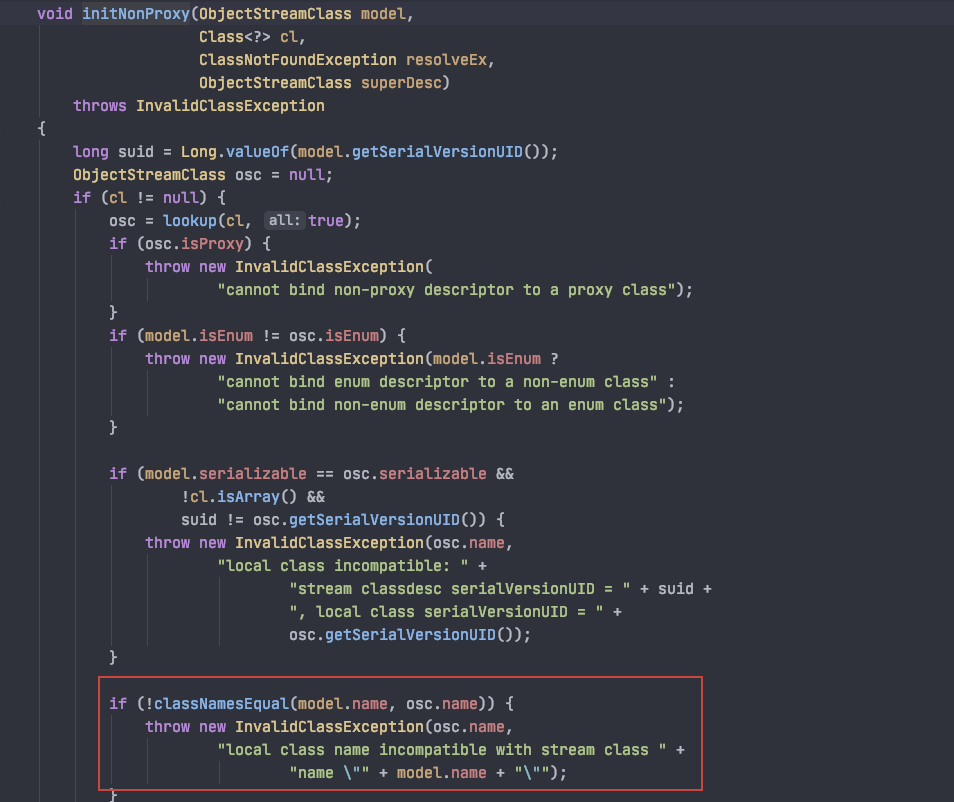 void initNonProxy(ObjectStreamClass model,
                  Class<?> cl,
                  ClassNotFoundException resolveEx,
                  ObjectStreamClass superDesc)
    throws InvalidClassException
{
    long suid = Long.valueOf(model.getSerialVersionUID());
    ObjectStreamClass osc = null;
    if (cl != null) {
        osc = lookup(cl, all: true);
        if (osc.isProxy) {
            throw new InvalidClassException(
                    "cannot bind non-proxy descriptor to a proxy class");
        }
        if (model.isEnum != osc.isEnum) {
            throw new InvalidClassException(model.isEnum ?
                    "cannot bind enum descriptor to a non-enum class" :
                    "cannot bind non-enum descriptor to an enum class");
        }
        if (model.serializable == osc.serializable &&
                !cl.isArray() &&
                suid != osc.getSerialVersionUID()) {
            throw new InvalidClassException(osc.name,
                    "local class incompatible: " +
                            "stream classdesc serialVersionUID = " + suid +
                            ", local class serialVersionUID = " +
                            osc.getSerialVersionUID());
        }
        if (!classNamesEqual(model.name, osc.name)) {
            throw new InvalidClassException(osc.name,
                    "local class name incompatible with stream class " +
                            "name \"" + model.name + "\"");
        }